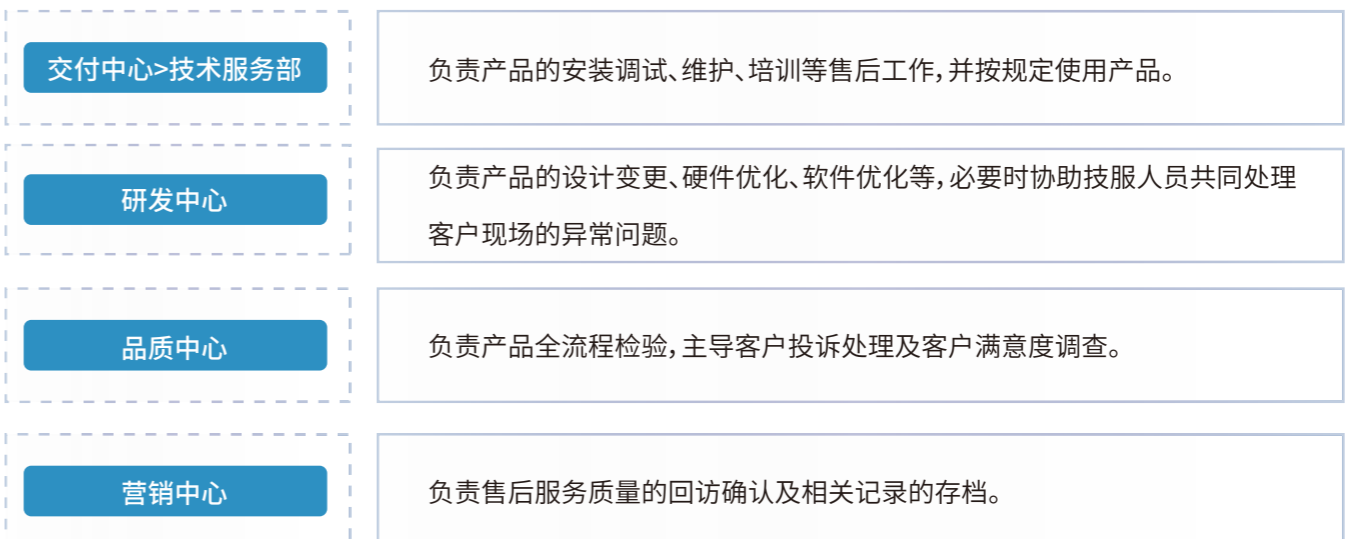 交付中心>技术服务部
负责产品的安装调试、维护、培训等售后工作,并按规定使用产品。
研发中心
负责产品的设计变更、硬件优化、软件优化等,必要时协助技服人员共同处理
客户现场的异常问题。
品质中心
负责产品全流程检验,主导客户投诉处理及客户满意度调查。
营销中心
负责售后服务质量的回访确认及相关记录的存档。